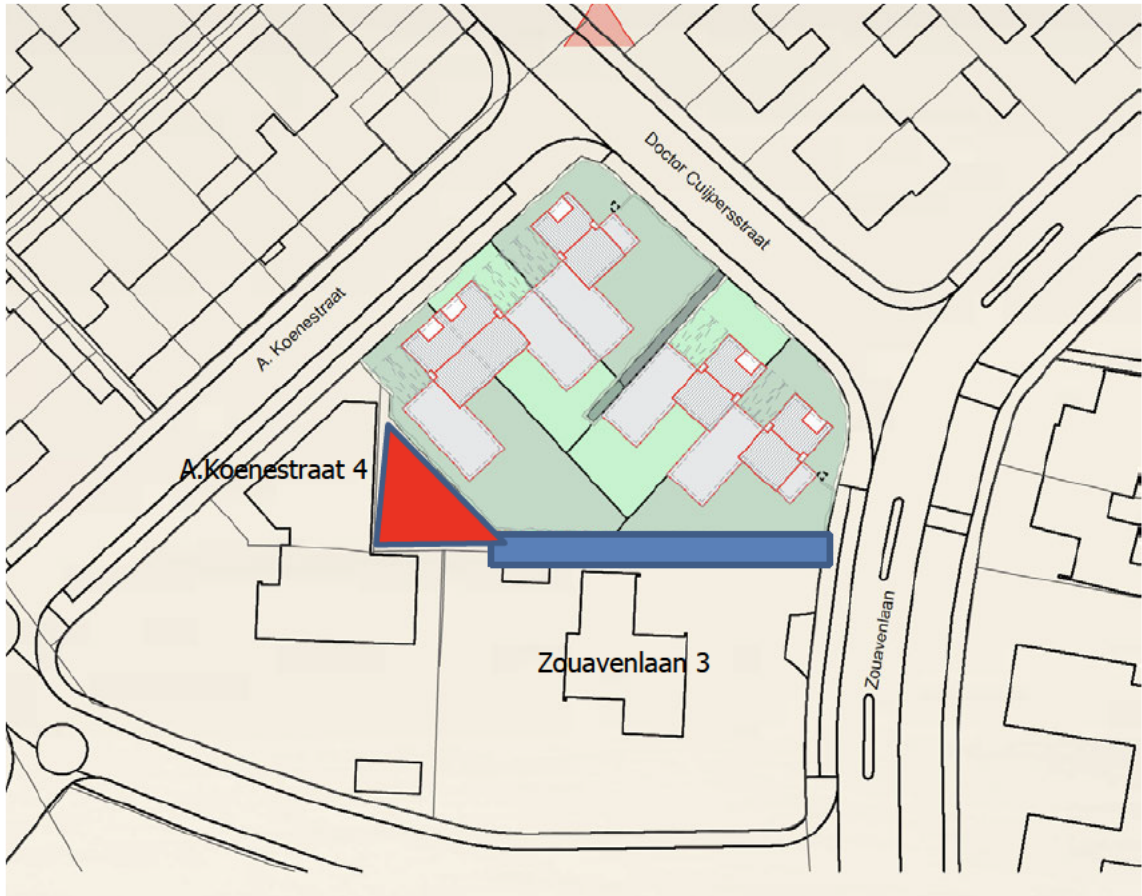 Doctor Cuijpersstraat
A. Koenestraat
A.Koenestraat 4
Zouavenlaan
Zouavenlaan 3